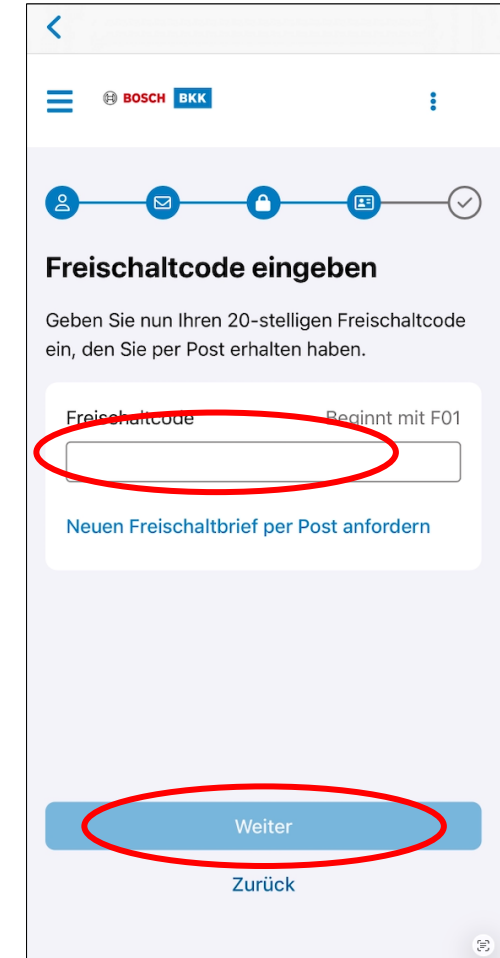 BOSCH BKK
Freischaltcode eingeben
Geben Sie nun Ihren 20-stelligen Freischaltcode
ein, den Sie per Post erhalten haben.
Freischaltcode Beginnt mit F01
Neuen Freischaltbrief per Post anfordern
Weiter
Zurück